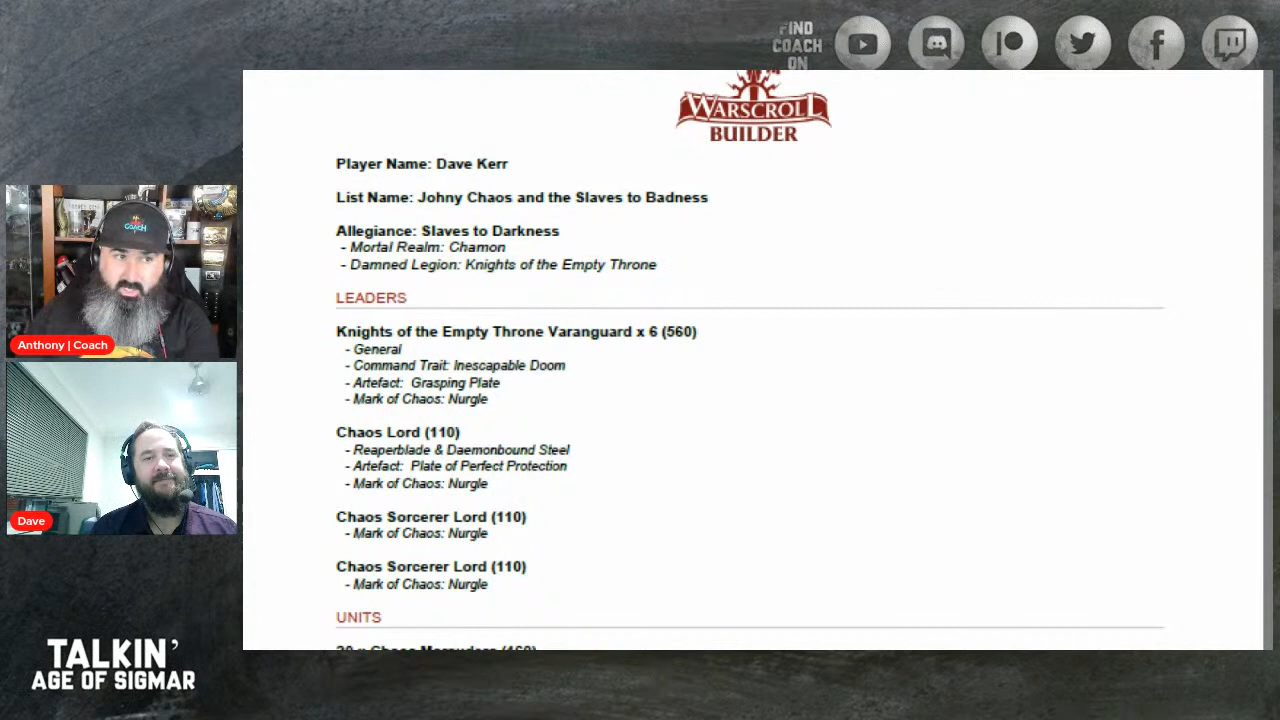 FIND
COACH
ON
WARSCROLL
BUILDER
Player Name: Dave Kerr
List Name: Johny Chaos and the Slaves to Badness
Allegiance: Slaves to Darkness
- Mortal Realm: Chamon
- Damned Legion: Knights of the Empty Throne
LEADERS
Knights of the Empty Throne Varanguard x 6 (560)
- General
- Command Trait: Inescapable Doom
- Artefact: Grasping Plate
- Mark of Chaos: Nurgle
Chaos Lord (110)
- Reaperblade & Daemonbound Steel
- Artefact: Plate of Perfect Protection
- Mark of Chaos: Nurgle
Chaos Sorcerer Lord (110)
- Mark of Chaos: Nurgle
Chaos Sorcerer Lord (110)
- Mark of Chaos: Nurgle
UNITS
x Chaos Marauders
COACH
Anthony | Coach
Dave
TALKIN'
AGE OF SIGMAR